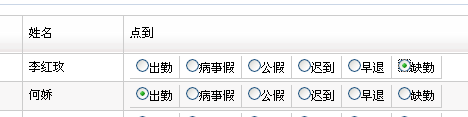 姓名 点到
李红玫 出勤 病事假 公假 迟到 早退 缺勤
何娇 出勤 病事假 公假 迟到 早退 缺勤